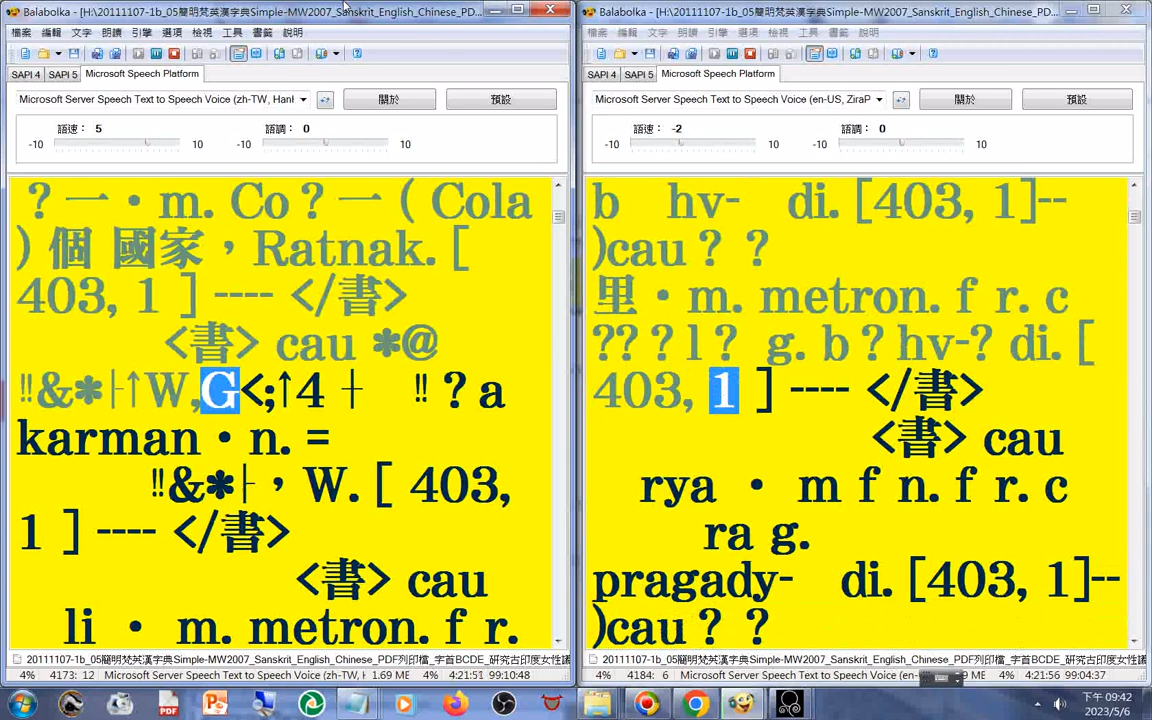 Balabolka - [H:\20111107-1b_05簡明梵英漢字典Simple-MW2007_Sanskrit_English_Chinese_PD...
檔案 編輯 文字 朗讀 引擎 選項 檢視 工具 書籤 說明
SAPI 4 SAPI 5 Microsoft Speech Platform
Microsoft Server Speech Text to Speech Voice (zh-TW, HanH
關於 預設
語速： 5 語調： 0
-10 10 -10 10
? 一 · m. Co ? 一 ( Cola
) 個 國家，Ratnak. [
403, 1 ] ---- </書>
<書> cau *@
‼&*├↑W,G<;↑4 ┼ ‼ ? a
karman · n. =
‼&*├，W. [ 403,
1 ] ---- </書>
<書> cau
li · m. metron. f r.
20111107-1b_05簡明梵英漢字典Simple-MW2007_Sanskrit_English_Chinese_PDF列印檔_字首BCDE_研究古印度女性議
4% 4173: 12 Microsoft Server Speech Text to Speech Voice (zh-TW, H 1.69 ME 4% 4:21:51 99:10:48
Balabolka - [H:\20111107-1b_05簡明梵英漢字典Simple-MW2007_Sanskrit_English_Chinese_PD...
檔案 編輯 文字 朗讀 引擎 選項 檢視 工具 書籤 說明
SAPI 4 SAPI 5 Microsoft Speech Platform
Microsoft Server Speech Text to Speech Voice (en-US, ZiraP
關於 預設
語速： -2 語調： 0
-10 10 -10 10
b hv- di. [403, 1]--
)cau ? ?
里 · m. metron. f r. c
?? ? l ? g. b ? hv-? di. [
403, 1 ] ---- </書>
<書> cau
rya · m f n. f r. c
ra g.
pragady- di. [403, 1]--
)cau ? ?
20111107-1b_05簡明梵英漢字典Simple-MW2007_Sanskrit_English_Chinese_PDF列印檔_字首BCDE_研究古印度女性議
4% 4184: 6 Microsoft Server Speech Text to Speech Voice (en-US, 9 ME 4% 4:21:56 99:04:37
下午 09:42
2023/5/6